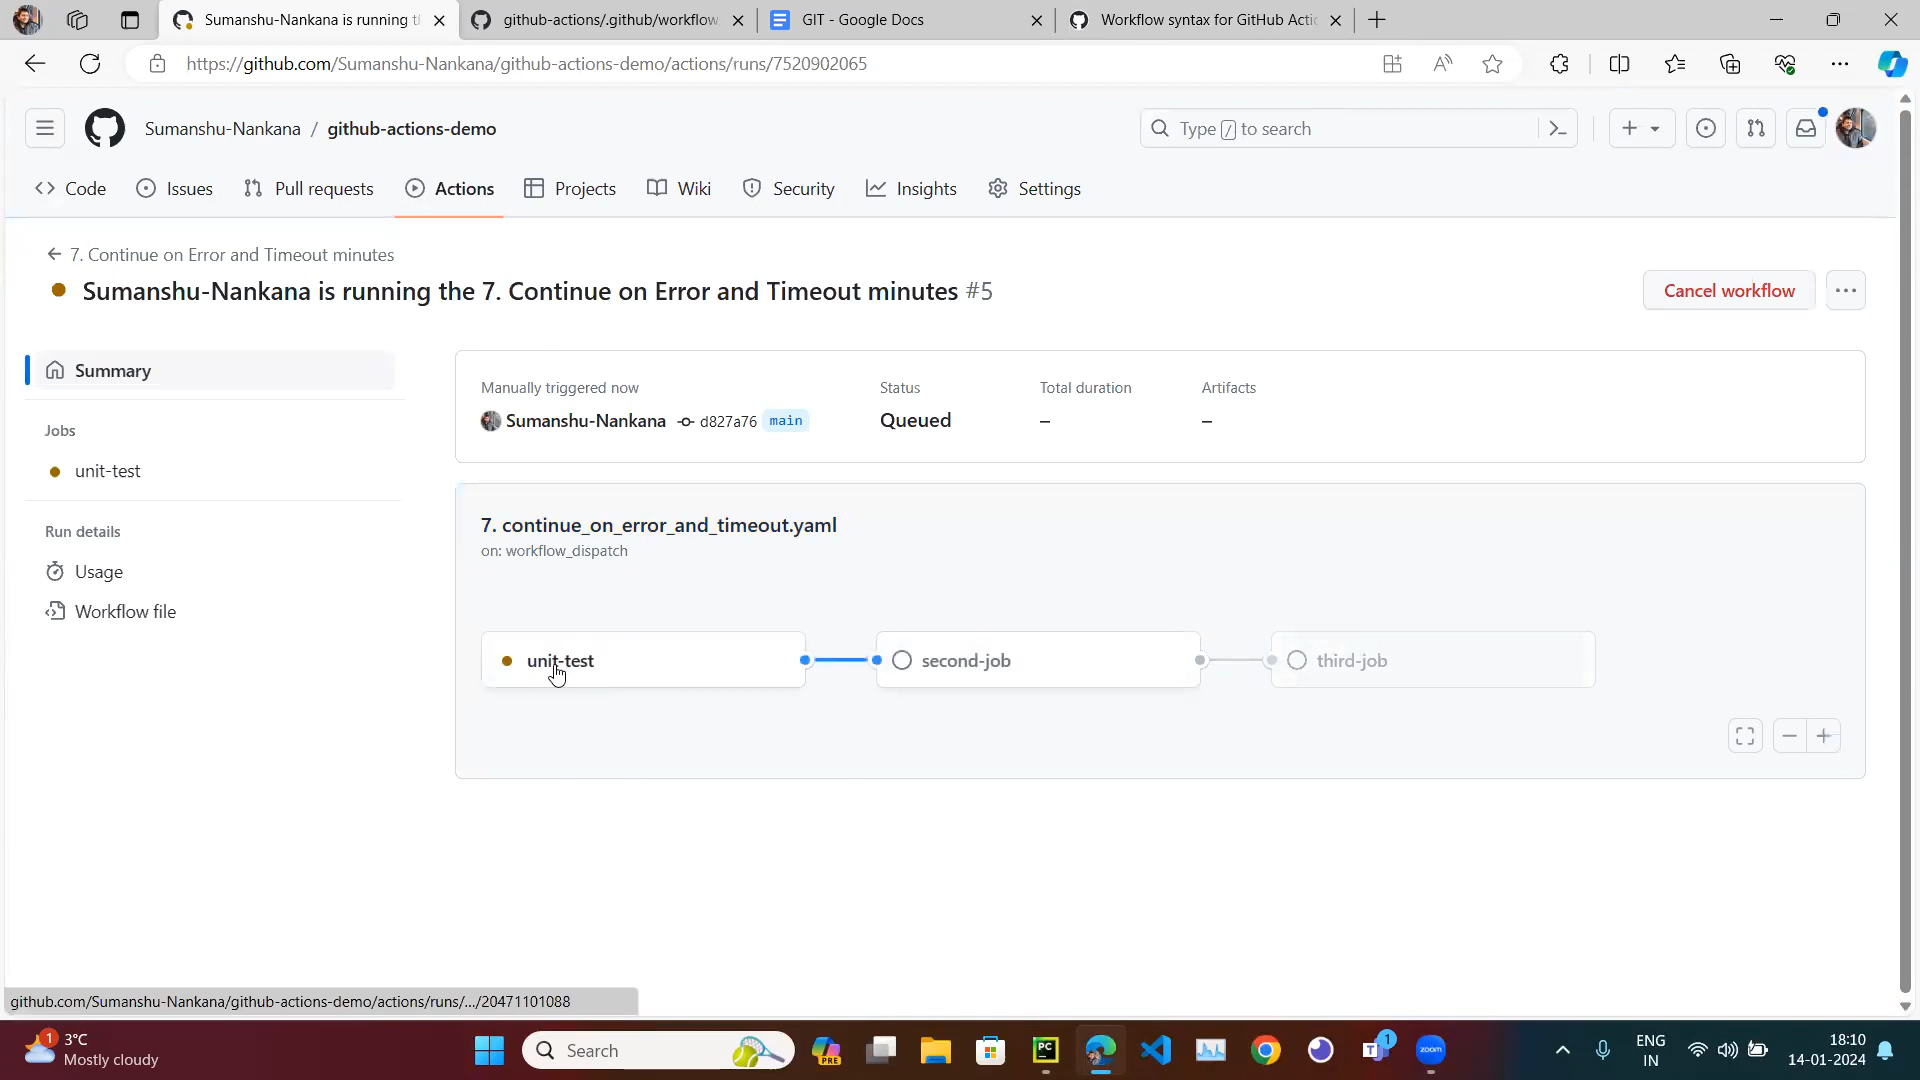 Sumanshu-Nankana is running t
github-actions/.github/workflow
GIT - Google Docs
Workflow syntax for GitHub Actio
https://github.com/Sumanshu-Nankana/github-actions-demo/actions/runs/7520902065
Sumanshu-Nankana / github-actions-demo
Type / to search
Code
Issues
Pull requests
Actions
Projects
Wiki
Security
Insights
Settings
7. Continue on Error and Timeout minutes
Sumanshu-Nankana is running the 7. Continue on Error and Timeout minutes #5
Cancel workflow
Summary
Jobs
unit-test
Run details
Usage
Workflow file
Manually triggered now
Status
Total duration
Artifacts
Sumanshu-Nankana d827a76 main
Queued
–
–
7. continue_on_error_and_timeout.yaml
on: workflow_dispatch
unit-test
second-job
third-job
github.com/Sumanshu-Nankana/github-actions-demo/actions/runs/.../20471101088
1
3°C
Mostly cloudy
Search
PRE
PC
1
zoom
ENG
IN
18:10
14-01-2024